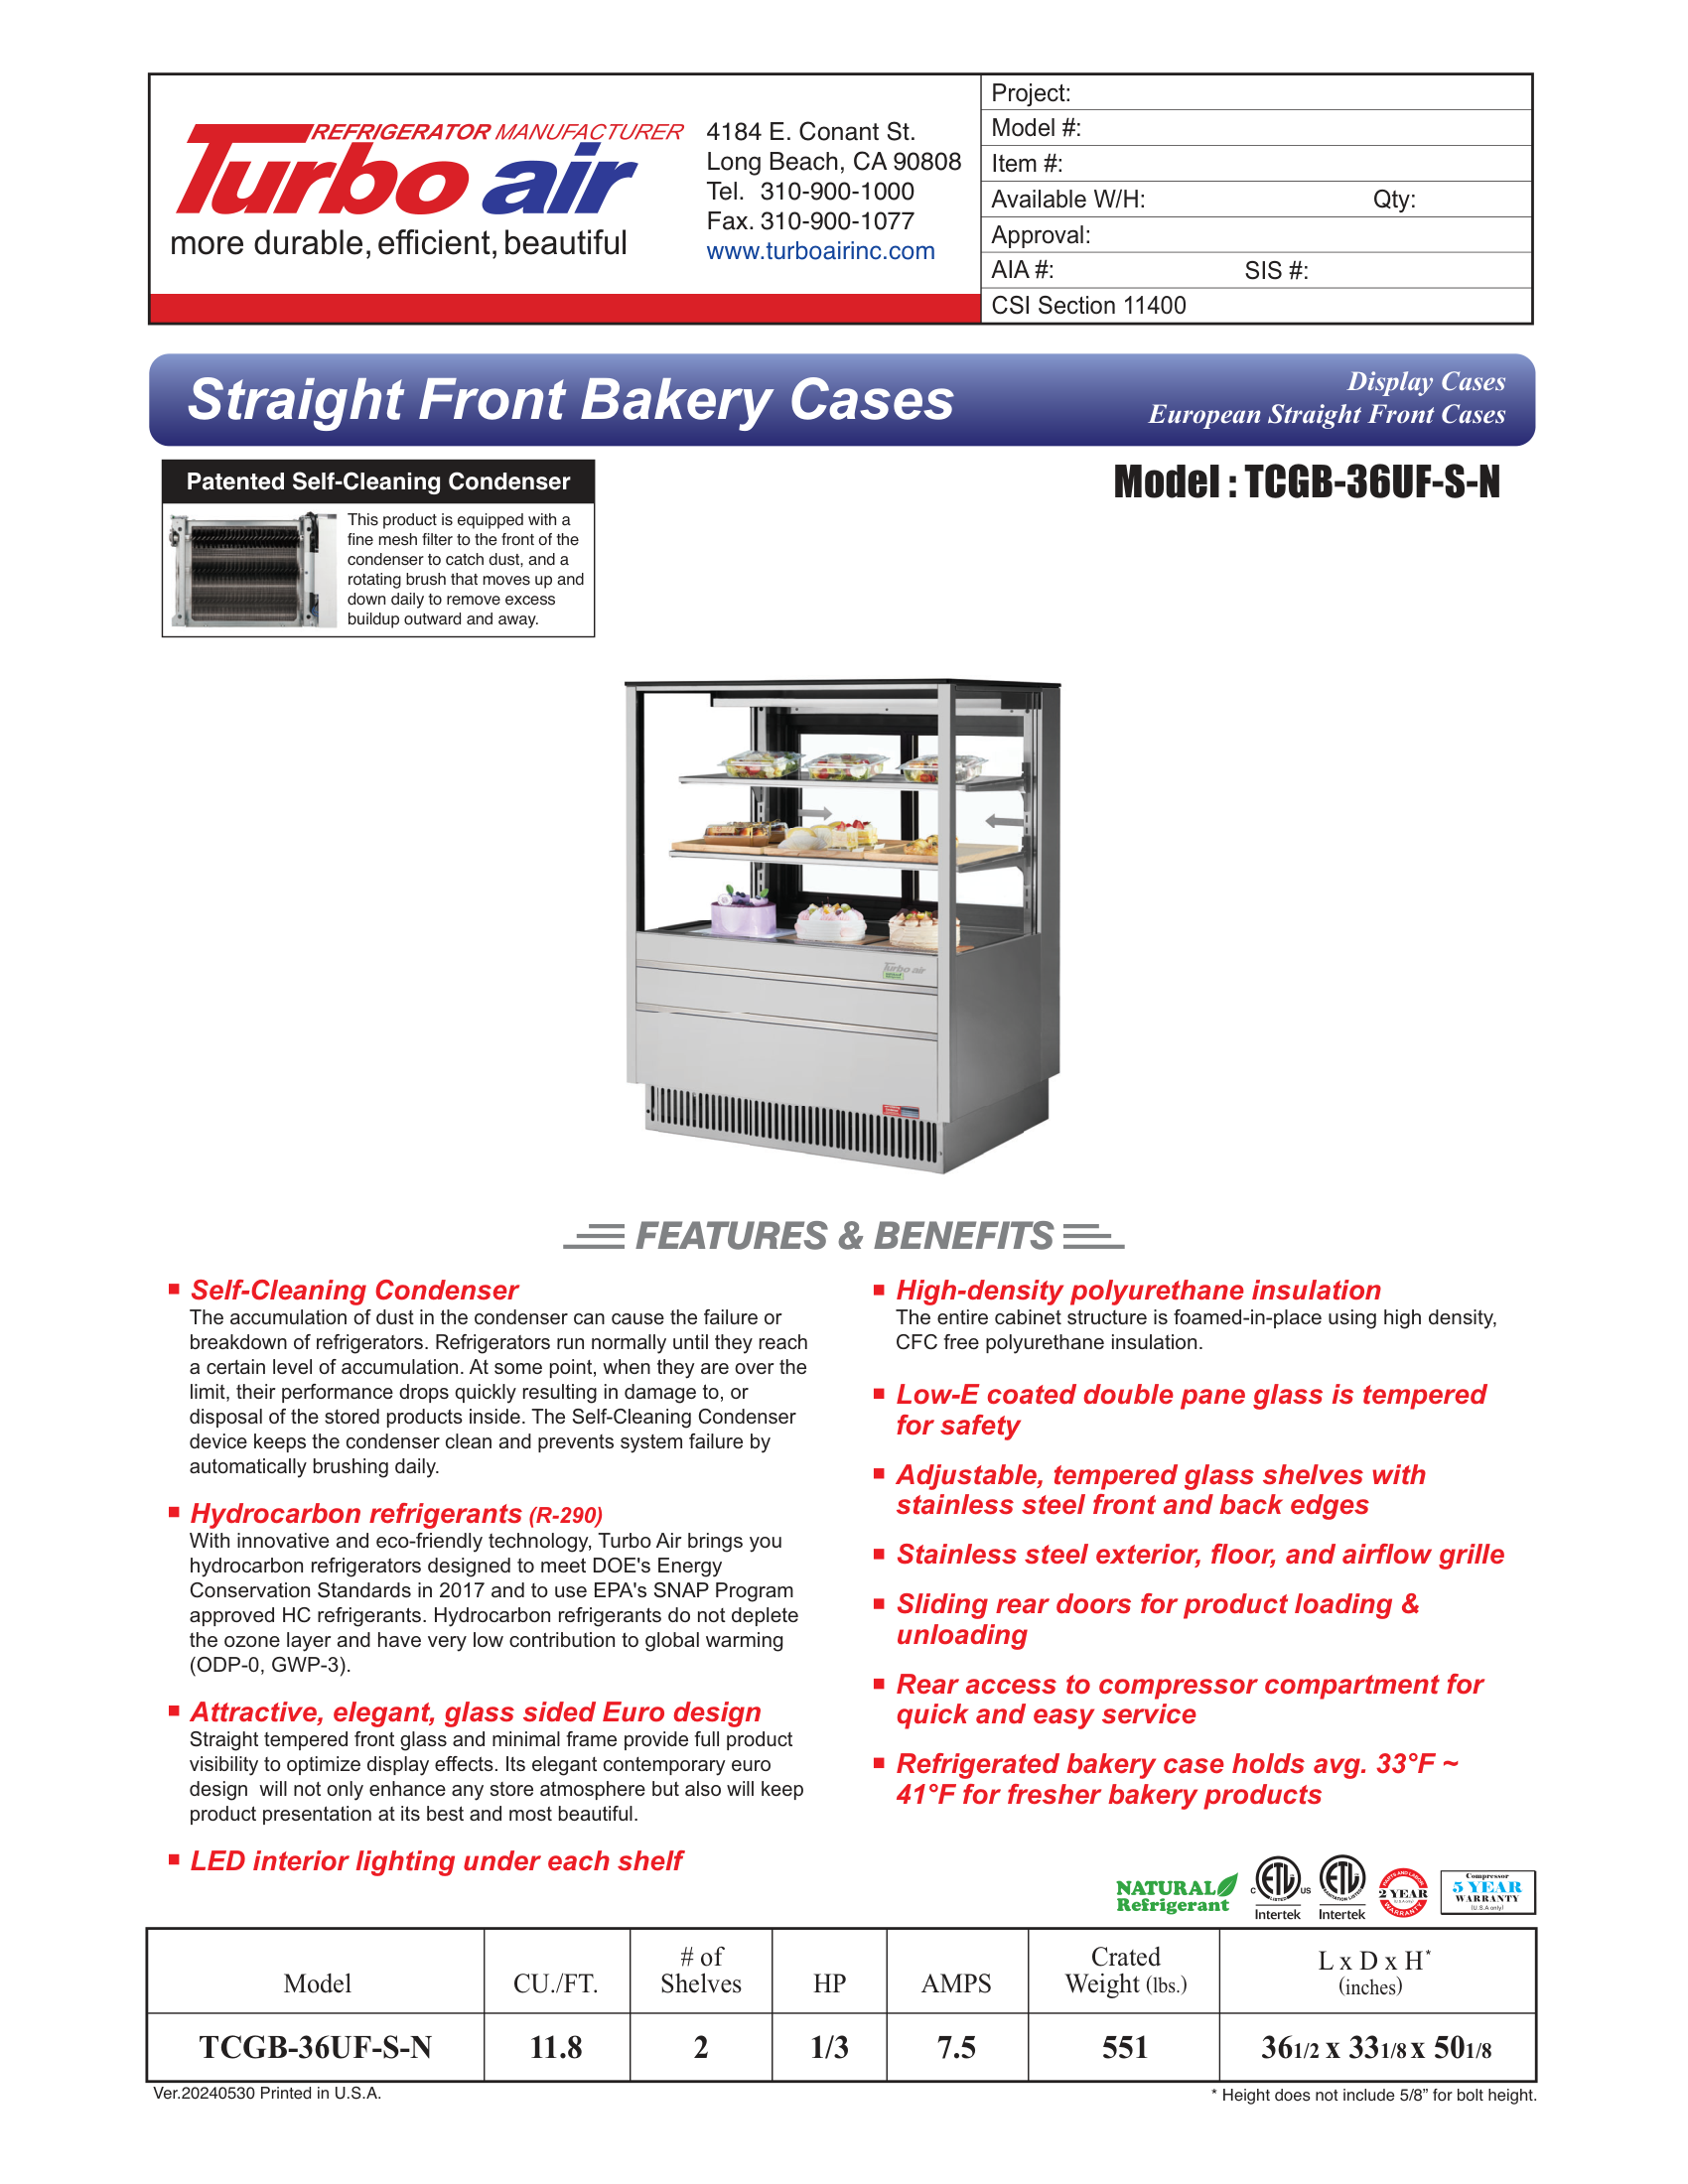 REFRIGERATOR MANUFACTURER
Turbo air
more durable, efficient, beautiful
4184 E. Conant St.
Long Beach, CA 90808
Tel. 310-900-1000
Fax. 310-900-1077
www.turboairinc.com
Project:
Model #:
Item #:
Available W/H: Qty:
Approval:
AIA #: SIS #:
CSI Section 11400
Straight Front Bakery Cases
Display Cases
European Straight Front Cases
Patented Self-Cleaning Condenser
This product is equipped with a
fine mesh filter to the front of the
condenser to catch dust, and a
rotating brush that moves up and
down daily to remove excess
buildup outward and away.
Model : TCGB-36UF-S-N
Turbo air
FEATURES & BENEFITS
■ Self-Cleaning Condenser
The accumulation of dust in the condenser can cause the failure or
breakdown of refrigerators. Refrigerators run normally until they reach
a certain level of accumulation. At some point, when they are over the
limit, their performance drops quickly resulting in damage to, or
disposal of the stored products inside. The Self-Cleaning Condenser
device keeps the condenser clean and prevents system failure by
automatically brushing daily.
■ Hydrocarbon refrigerants (R-290)
With innovative and eco-friendly technology, Turbo Air brings you
hydrocarbon refrigerators designed to meet DOE's Energy
Conservation Standards in 2017 and to use EPA's SNAP Program
approved HC refrigerants. Hydrocarbon refrigerants do not deplete
the ozone layer and have very low contribution to global warming
(ODP-0, GWP-3).
■ Attractive, elegant, glass sided Euro design
Straight tempered front glass and minimal frame provide full product
visibility to optimize display effects. Its elegant contemporary euro
design will not only enhance any store atmosphere but also will keep
product presentation at its best and most beautiful.
■ LED interior lighting under each shelf
■ High-density polyurethane insulation
The entire cabinet structure is foamed-in-place using high density,
CFC free polyurethane insulation.
■ Low-E coated double pane glass is tempered
for safety
■ Adjustable, tempered glass shelves with
stainless steel front and back edges
■ Stainless steel exterior, floor, and airflow grille
■ Sliding rear doors for product loading &
unloading
■ Rear access to compressor compartment for
quick and easy service
■ Refrigerated bakery case holds avg. 33°F ~
41°F for fresher bakery products
NATURAL
Refrigerant
C ETL US
LISTED
Intertek
ETL
SANITATION LISTED
Intertek
PARTS AND LABOR
2 YEAR
(U.S.A only)
WARRANTY
Compressor
5 YEAR
WARRANTY
(U.S.A only)
Model CU./FT. # of Shelves HP AMPS Crated Weight (lbs.) L x D x H* (inches)
TCGB-36UF-S-N 11.8 2 1/3 7.5 551 36 1/2 x 33 1/8 x 50 1/8
Ver.20240530 Printed in U.S.A.
* Height does not include 5/8” for bolt height.